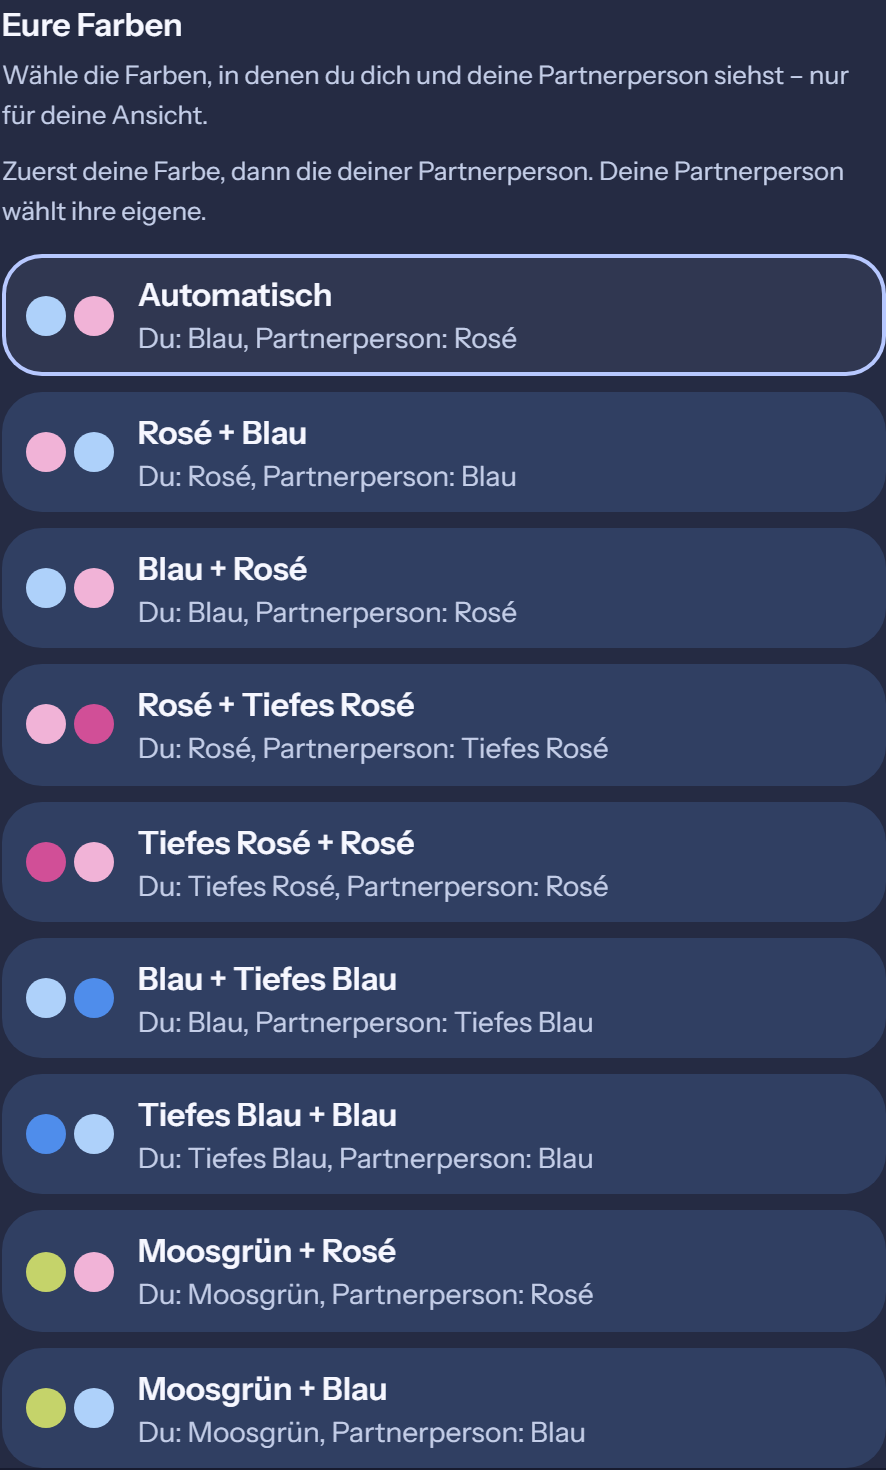 Eure Farben
Wähle die Farben, in denen du dich und deine Partnerperson siehst – nur
für deine Ansicht.
Zuerst deine Farbe, dann die deiner Partnerperson. Deine Partnerperson
wählt ihre eigene.
Automatisch
Du: Blau, Partnerperson: Rosé
Rosé + Blau
Du: Rosé, Partnerperson: Blau
Blau + Rosé
Du: Blau, Partnerperson: Rosé
Rosé + Tiefes Rosé
Du: Rosé, Partnerperson: Tiefes Rosé
Tiefes Rosé + Rosé
Du: Tiefes Rosé, Partnerperson: Rosé
Blau + Tiefes Blau
Du: Blau, Partnerperson: Tiefes Blau
Tiefes Blau + Blau
Du: Tiefes Blau, Partnerperson: Blau
Moosgrün + Rosé
Du: Moosgrün, Partnerperson: Rosé
Moosgrün + Blau
Du: Moosgrün, Partnerperson: Blau